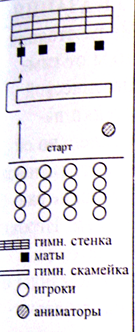 старт
гимн. стенка
маты
гимн. скамейка
игроки
аниматоры